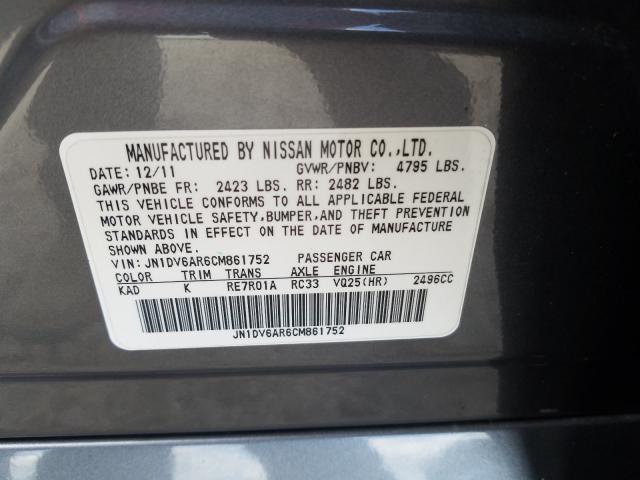 MANUFACTURED BY NISSAN MOTOR CO.,LTD.
DATE: 12/11 GVWR/PNBV: 4795 LBS.
GAWR/PNBE FR: 2423 LBS. RR: 2482 LBS.
THIS VEHICLE CONFORMS TO ALL APPLICABLE FEDERAL
MOTOR VEHICLE SAFETY,BUMPER,AND THEFT PREVENTION
STANDARDS IN EFFECT ON THE DATE OF MANUFACTURE
SHOWN ABOVE.
VIN: JN1DV6AR6CM861752 PASSENGER CAR
COLOR TRIM TRANS AXLE ENGINE
KAD K RE7R01A RC33 VQ25(HR) 2496CC
JN1DV6AR6CM861752